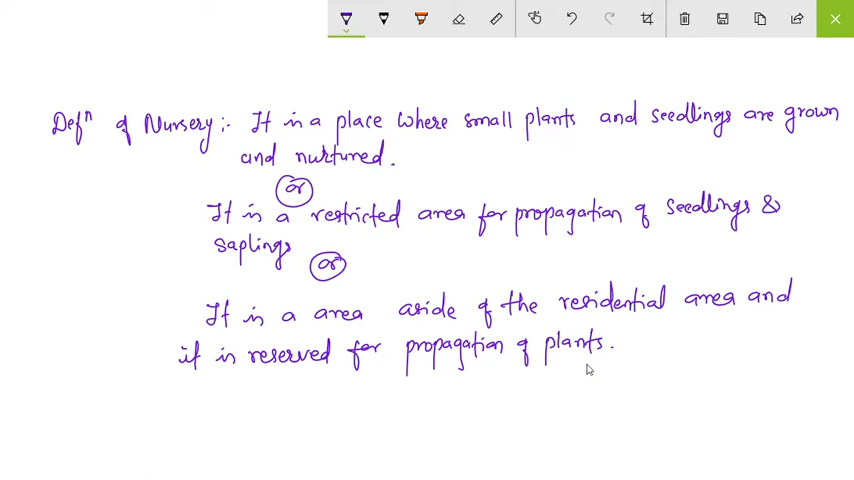 Defⁿ of Nursery :- It is a place where small plants and seedlings are grown
and nurtured.
or
It is a restricted area for propagation of seedlings &
saplings
or
It is a area aside of the residential area and
it is reserved for propagation of plants.